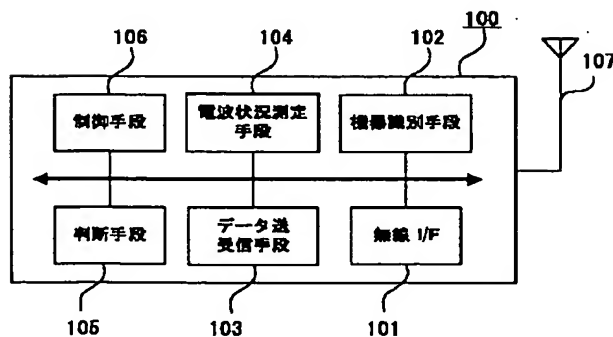 106
104
102
100
107
制御手段
電波状況測定
手段
機器識別手段
判断手段
データ送
受信手段
無線 I/F
105
103
101